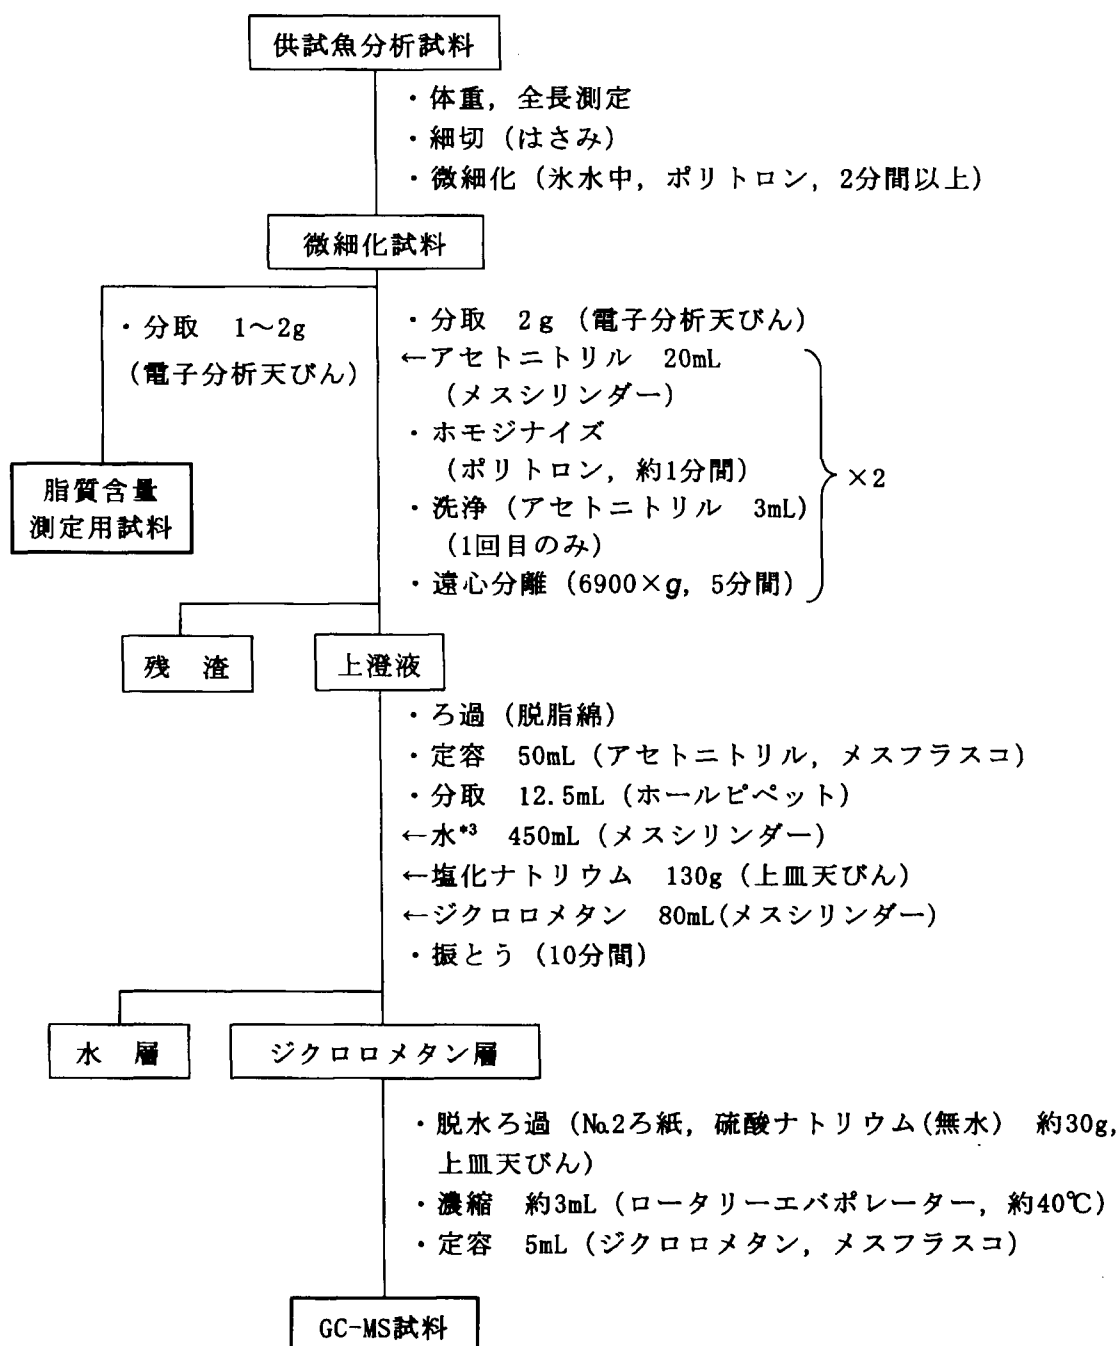 供試魚分析試料
・体重, 全長測定
・細切 (はさみ)
・微細化 (氷水中, ポリトロン, 2分間以上)
微細化試料
・分取 1～2g
(電子分析天びん)
脂質含量
測定用試料
・分取 2g (電子分析天びん)
←アセトニトリル 20mL
(メスシリンダー)
・ホモジナイズ
(ポリトロン, 約1分間)
・洗浄 (アセトニトリル 3mL)
(1回目のみ)
・遠心分離 (6900×g, 5分間)
×2
残 渣
上澄液
・ろ過 (脱脂綿)
・定容 50mL (アセトニトリル, メスフラスコ)
・分取 12.5mL (ホールピペット)
←水*3 450mL (メスシリンダー)
←塩化ナトリウム 130g (上皿天びん)
←ジクロロメタン 80mL(メスシリンダー)
・振とう (10分間)
水 層
ジクロロメタン層
・脱水ろ過 (№2ろ紙, 硫酸ナトリウム(無水) 約30g,
上皿天びん)
・濃縮 約3mL (ロータリーエバポレーター, 約40℃)
・定容 5mL (ジクロロメタン, メスフラスコ)
GC-MS試料